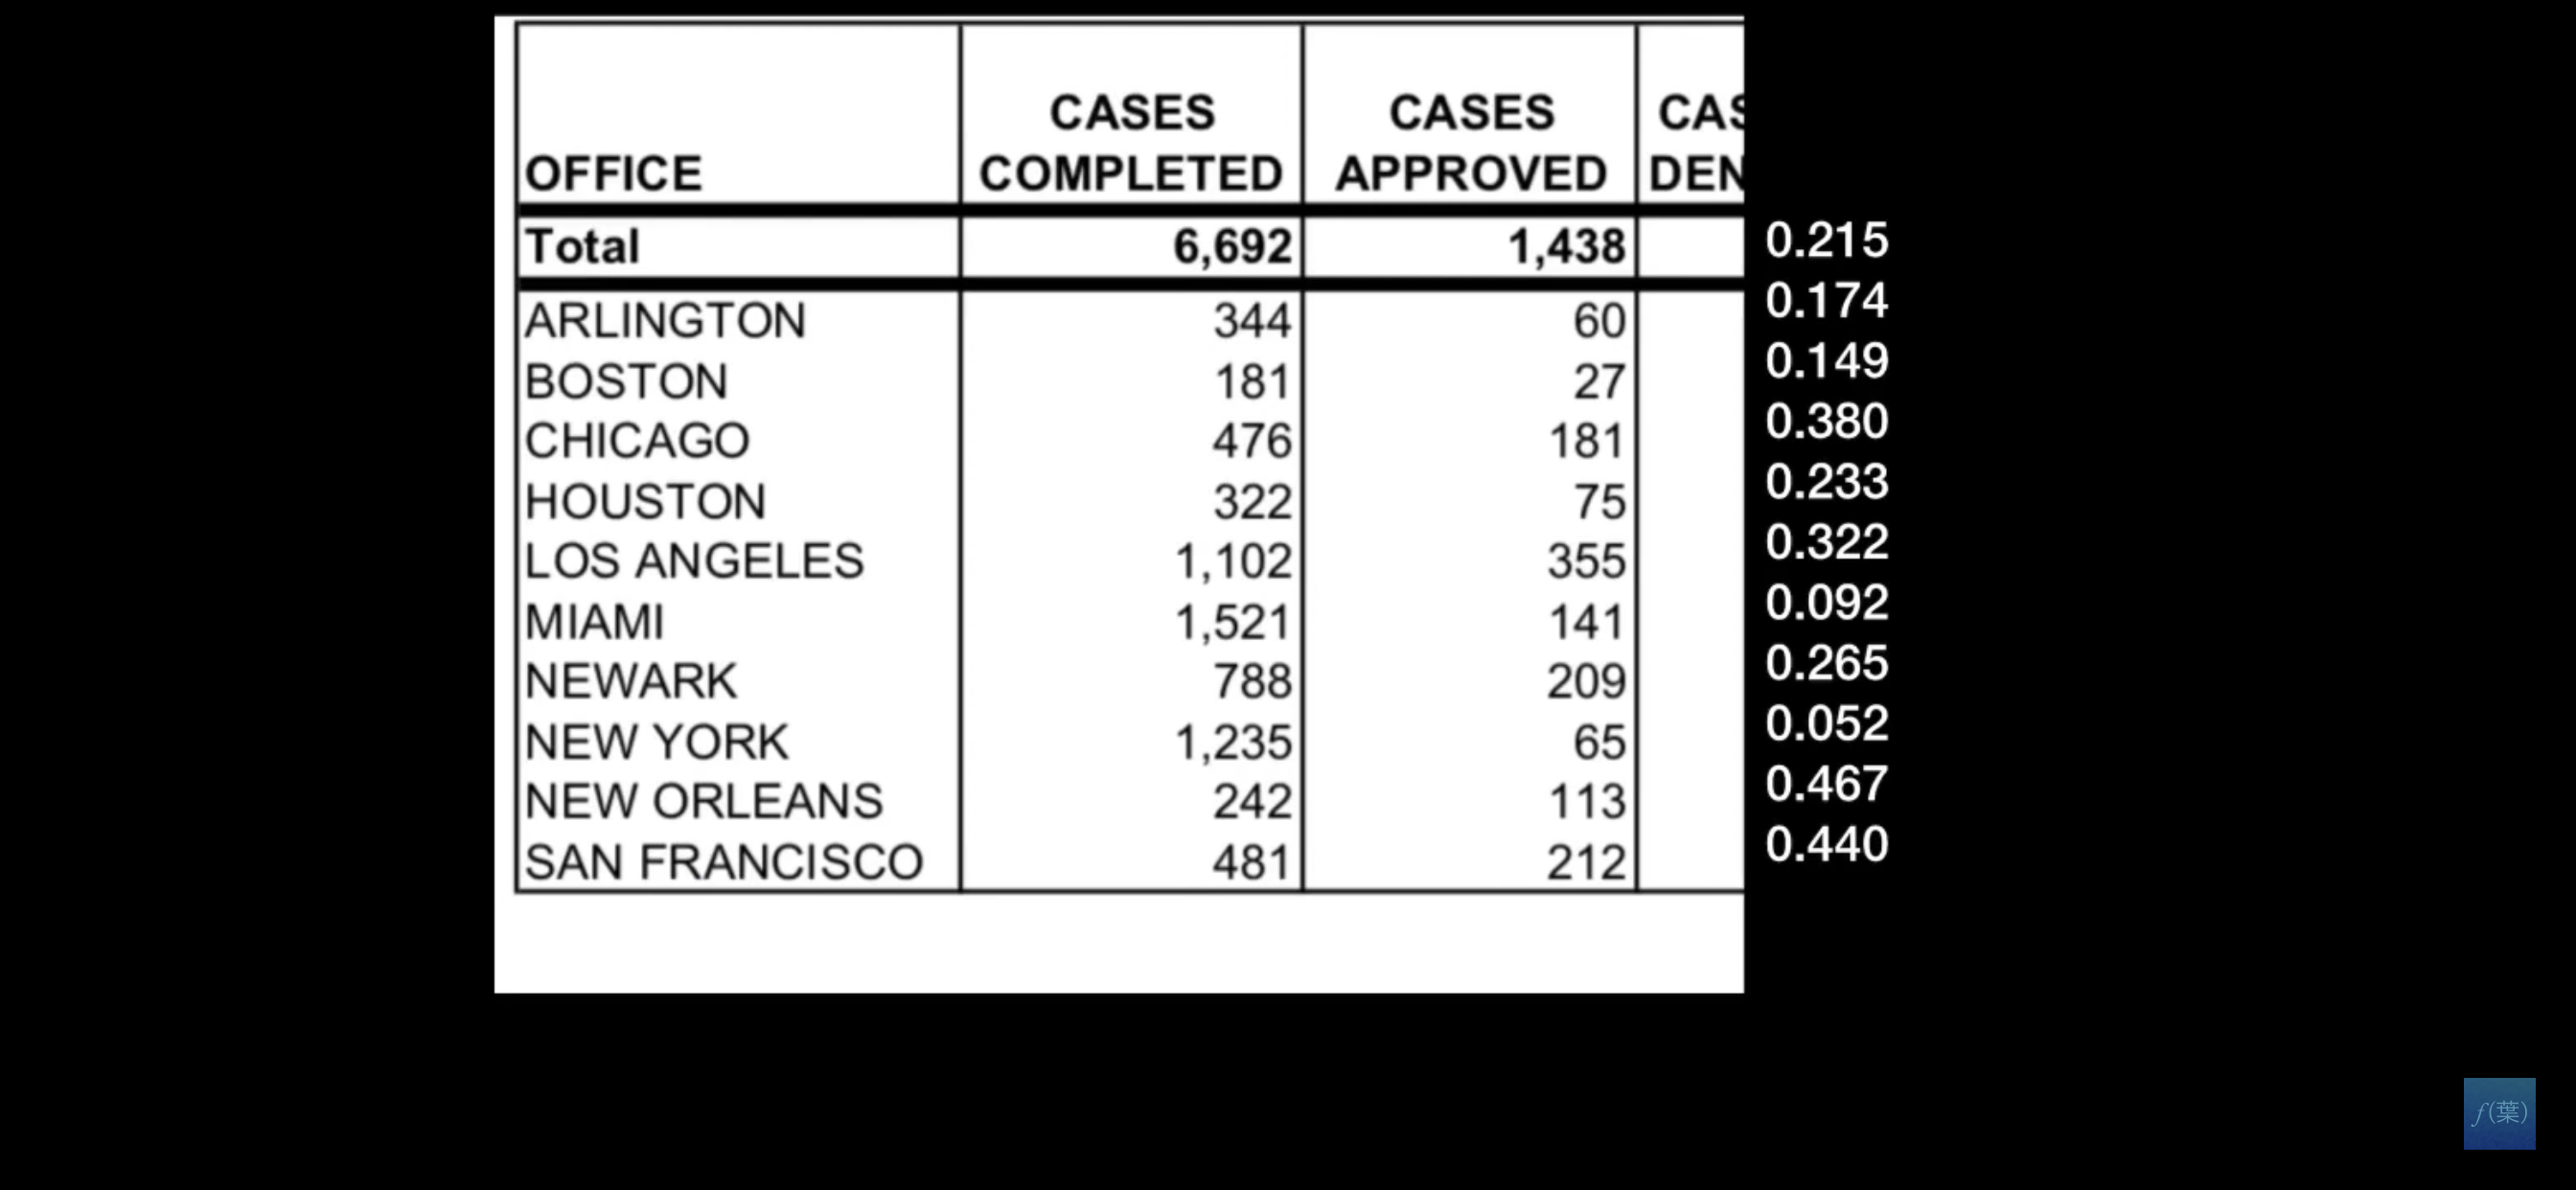 CASES CASES CAS
OFFICE COMPLETED APPROVED DEN
Total 6,692 1,438 0.215
ARLINGTON 344 60 0.174
BOSTON 181 27 0.149
CHICAGO 476 181 0.380
HOUSTON 322 75 0.233
LOS ANGELES 1,102 355 0.322
MIAMI 1,521 141 0.092
NEWARK 788 209 0.265
NEW YORK 1,235 65 0.052
NEW ORLEANS 242 113 0.467
SAN FRANCISCO 481 212 0.440
f(葉)